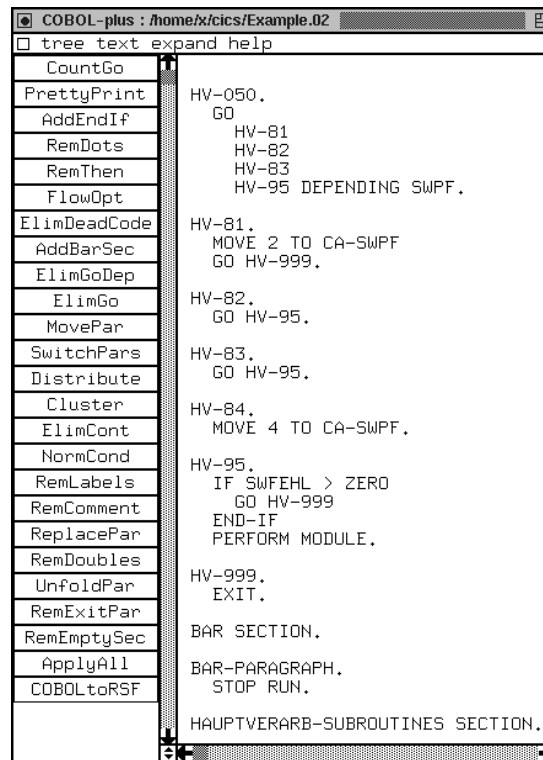 COBOL-plus : /home/x/cics/Example.02
tree text expand help
CountGo
PrettyPrint
AddEndIf
RemDots
RemThen
FlowOpt
ElimDeadCode
AddBarSec
ElimGoDep
ElimGo
MovePar
SwitchPars
Distribute
Cluster
ElimCont
NormCond
RemLabels
RemComment
ReplacePar
RemDoubles
UnfoldPar
RemExitPar
RemEmptySec
ApplyAll
COBOLtoRSF
HV-050.
GO
HV-81
HV-82
HV-83
HV-95 DEPENDING SWPF.
HV-81.
MOVE 2 TO CA-SWPF
GO HV-999.
HV-82.
GO HV-95.
HV-83.
GO HV-95.
HV-84.
MOVE 4 TO CA-SWPF.
HV-95.
IF SWFEHL > ZERO
GO HV-999
END-IF
PERFORM MODULE.
HV-999.
EXIT.
BAR SECTION.
BAR-PARAGRAPH.
STOP RUN.
HAUPTVERARB-SUBROUTINES SECTION.